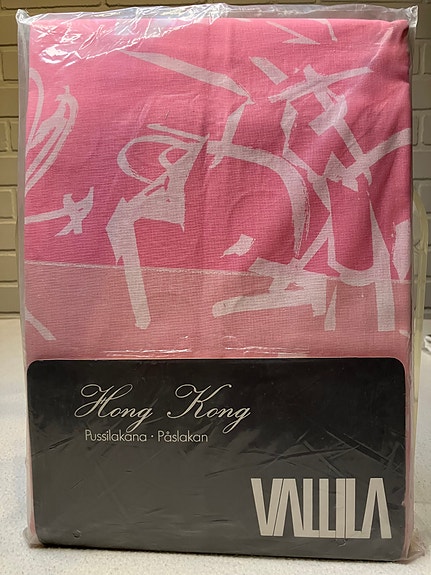 Hong Kong
Pussilakana · Påslakan
VALLILA